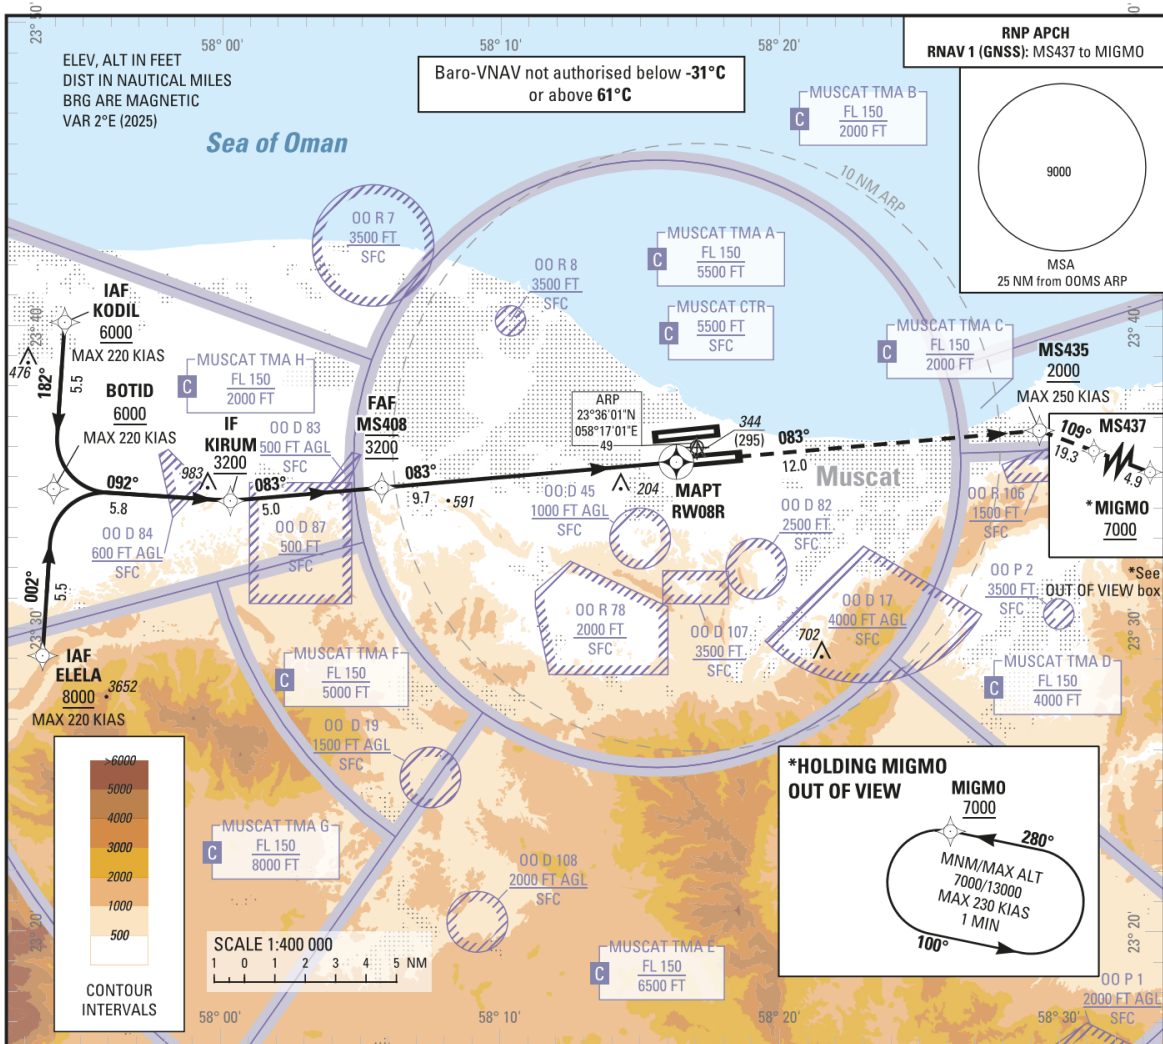 23° 50'
0'
58° 00'
58° 10'
58° 20'
ELEV, ALT IN FEET
DIST IN NAUTICAL MILES
BRG ARE MAGNETIC
VAR 2°E (2025)
Baro-VNAV not authorised below -31°C
or above 61°C
RNP APCH
RNAV 1 (GNSS): MS437 to MIGMO
9000
MSA
25 NM from OOMS ARP
Sea of Oman
MUSCAT TMA B
C
FL 150
2000 FT
10 NM ARP
OO R 7
3500 FT
SFC
OO R 8
3500 FT
SFC
MUSCAT TMA A
C
FL 150
5500 FT
MUSCAT CTR
C
5500 FT
SFC
MUSCAT TMA C
C
FL 150
2000 FT
23° 40'
23° 40'
IAF
KODIL
6000
MAX 220 KIAS
476
182°
5.5
BOTID
6000
MAX 220 KIAS
MUSCAT TMA H
C
FL 150
2000 FT
IF
KIRUM
3200
983
OO D 83
500 FT AGL
SFC
FAF
MS408
3200
ARP
23°36'01"N
058°17'01"E
49
344
(295)
MS435
2000
MAX 250 KIAS
MS437
109°
19.3
4.9
*MIGMO
7000
*See
OUT OF VIEW box
092°
5.8
083°
5.0
083°
9.7
591
204
MAPT
RW08R
083°
12.0
Muscat
OO D 84
600 FT AGL
SFC
OO D 87
500 FT
SFC
OO D 45
1000 FT AGL
SFC
OO D 82
2500 FT
SFC
OO R 106
1500 FT
SFC
OO P 2
3500 FT
SFC
002°
5.5
OO R 78
2000 FT
SFC
OO D 107
3500 FT
SFC
OO D 17
4000 FT AGL
SFC
702
23° 30'
23° 30'
IAF
ELELA
8000
MAX 220 KIAS
3652
MUSCAT TMA F
C
FL 150
5000 FT
MUSCAT TMA D
C
FL 150
4000 FT
OO D 19
1500 FT AGL
SFC
>6000
5000
4000
3000
2000
1000
500
CONTOUR
INTERVALS
MUSCAT TMA G
C
FL 150
8000 FT
OO D 108
2000 FT AGL
SFC
*HOLDING MIGMO
OUT OF VIEW
MIGMO
7000
280°
MNM/MAX ALT
7000/13000
MAX 230 KIAS
1 MIN
100°
23° 20'
SCALE 1:400 000
1 0 1 2 3 4 5 NM
MUSCAT TMA E
C
FL 150
6500 FT
OO P 1
2000 FT AGL
SFC
58° 00'
58° 10'
58° 20'
58° 30'